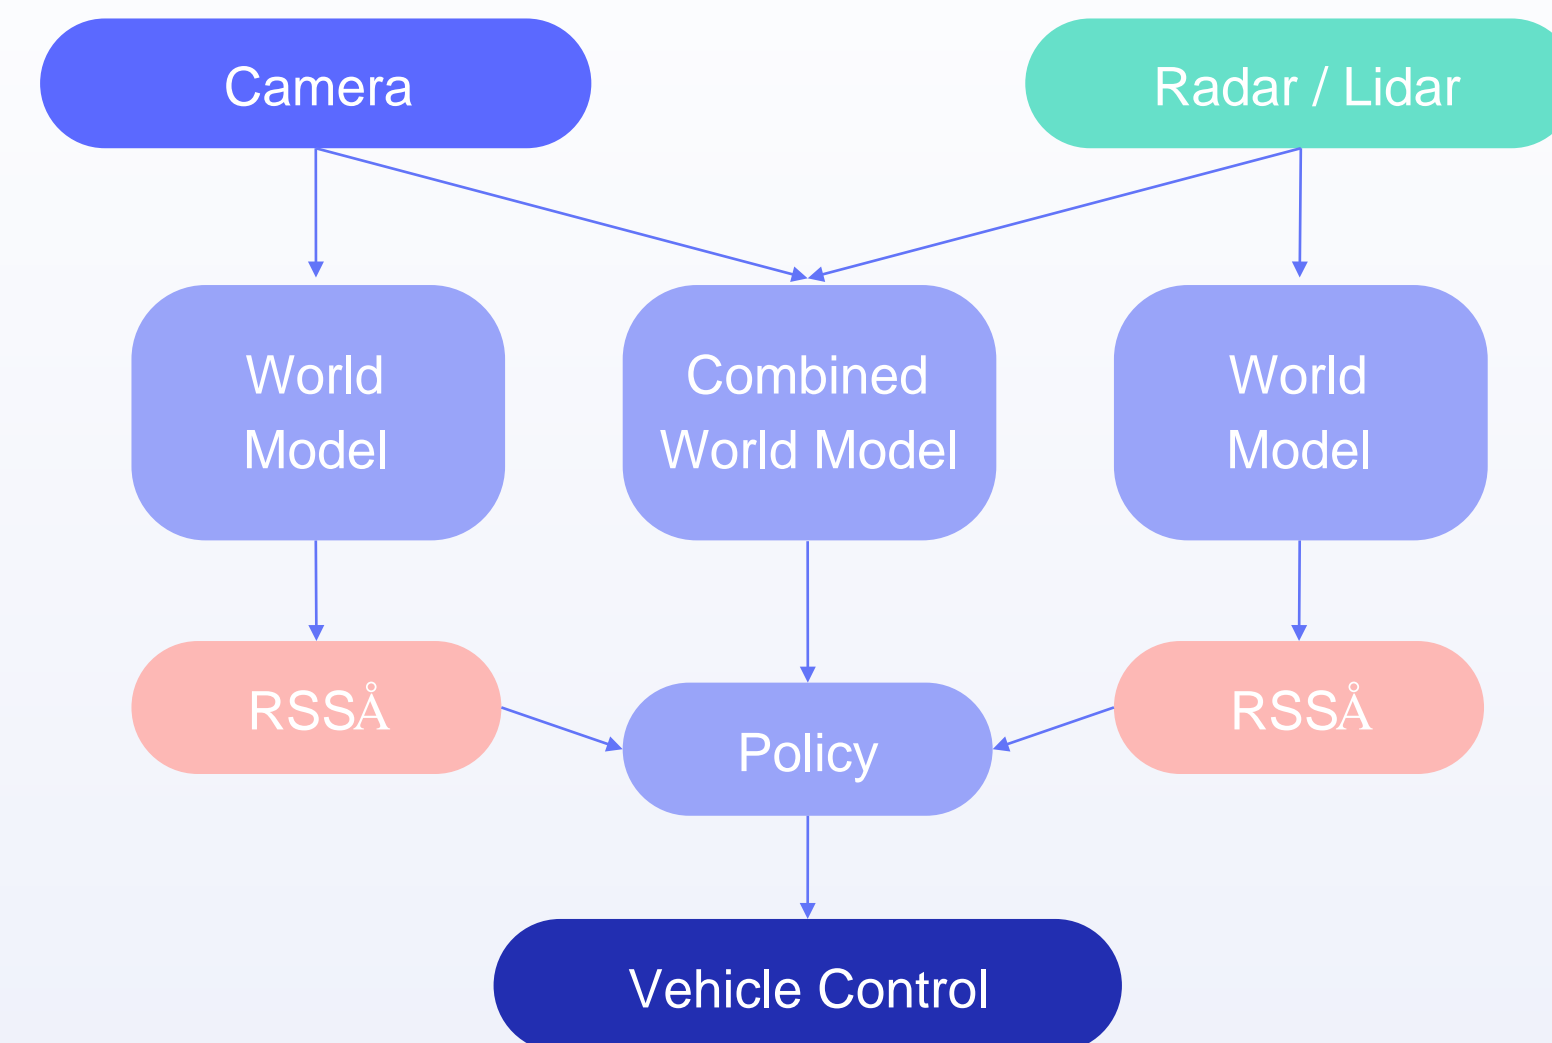 Camera
Radar / Lidar
World
Model
Combined
World Model
World
Model
RSSÅ
RSSÅ
Policy
Vehicle Control